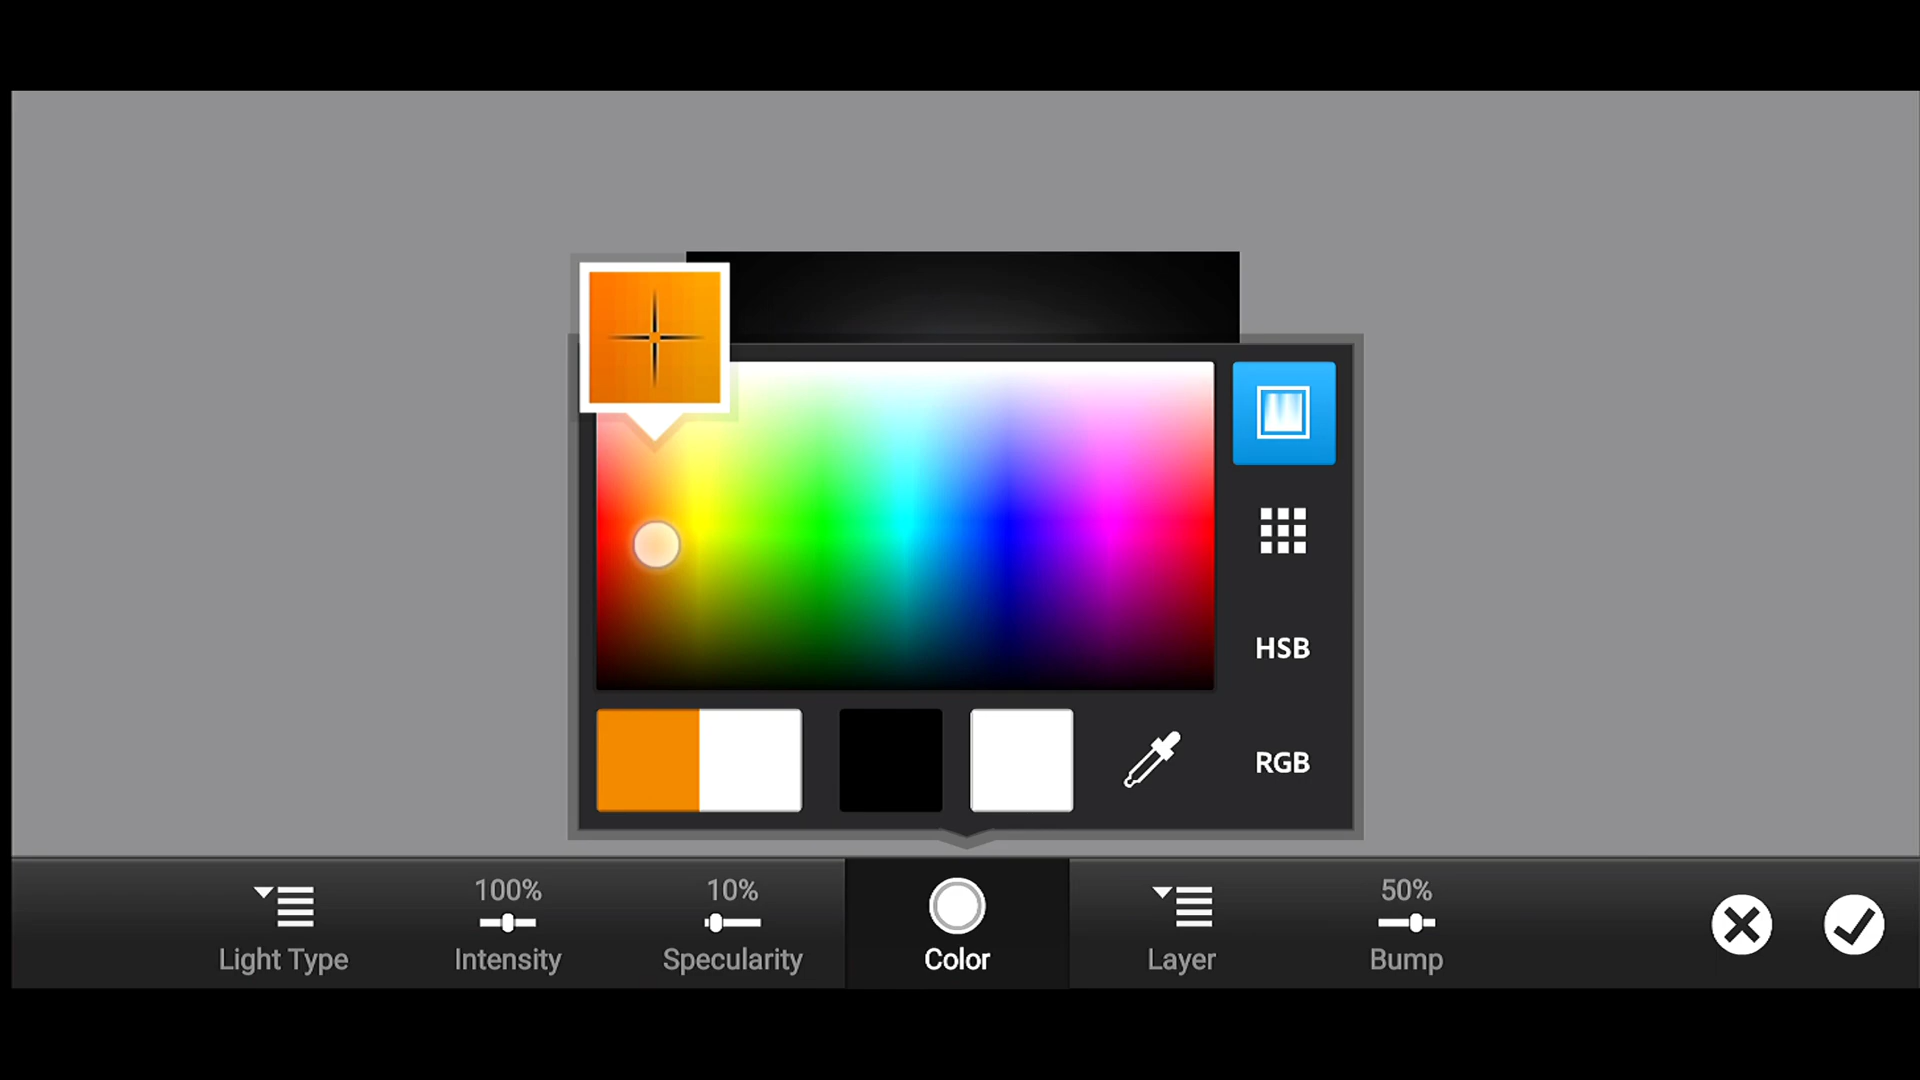 HSB
RGB
100%
10%
50%
Light Type
Intensity
Specularity
Color
Layer
Bump